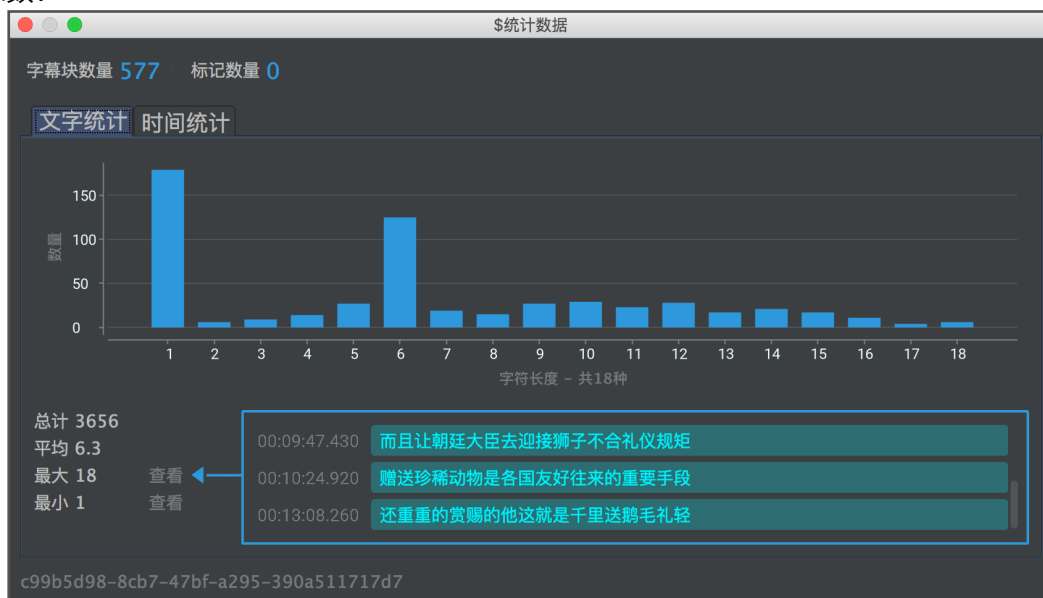 $统计数据
字幕块数量 577 标记数量 0
文字统计 时间统计
150
100
50
0
数量
1 2 3 4 5 6 7 8 9 10 11 12 13 14 15 16 17 18
字符长度 – 共18种
总计 3656
平均 6.3
最大 18 查看
最小 1 查看
00:09:47.430 而且让朝廷大臣去迎接狮子不合礼仪规矩
00:10:24.920 赠送珍稀动物是各国友好往来的重要手段
00:13:08.260 还重重的赏赐的他这就是千里送鹅毛礼轻
c99b5d98-8cb7-47bf-a295-390a511717d7